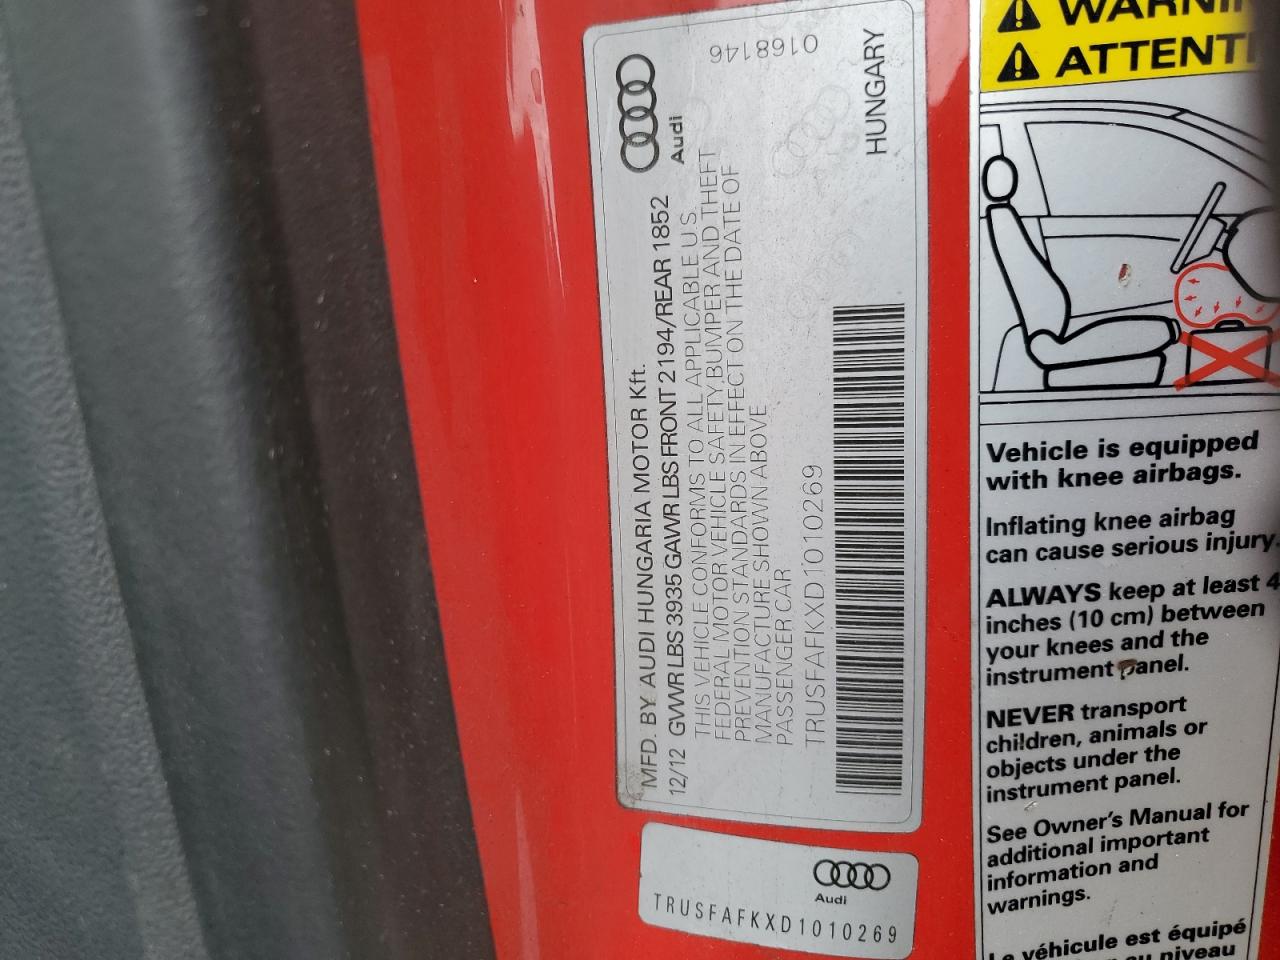 0168146
Audi
HUNGARY
MFD. BY AUDI HUNGARIA MOTOR Kft.
12/12 GVWR LBS 3935 GAWR LBS FRONT 2194/REAR 1852
THIS VEHICLE CONFORMS TO ALL APPLICABLE U.S.
FEDERAL MOTOR VEHICLE SAFETY, BUMPER AND THEFT
PREVENTION STANDARDS IN EFFECT ON THE DATE OF
MANUFACTURE SHOWN ABOVE
PASSENGER CAR
TRUSFAFKXD1010269
Audi
TRUSFAFKXD1010269
ATTENTI
Vehicle is equipped
with knee airbags.
Inflating knee airbag
can cause serious injury.
ALWAYS keep at least 4
inches (10 cm) between
your knees and the
instrument panel.
NEVER transport
children, animals or
objects under the
instrument panel.
See Owner's Manual for
additional important
information and
warnings.
Le véhicule est équipé
au niveau